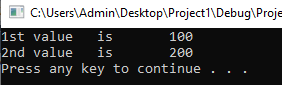 C:\Users\Admin\Desktop\Project1\Debug\Proje
1st value   is       100
2nd value   is       200
Press any key to continue . . .